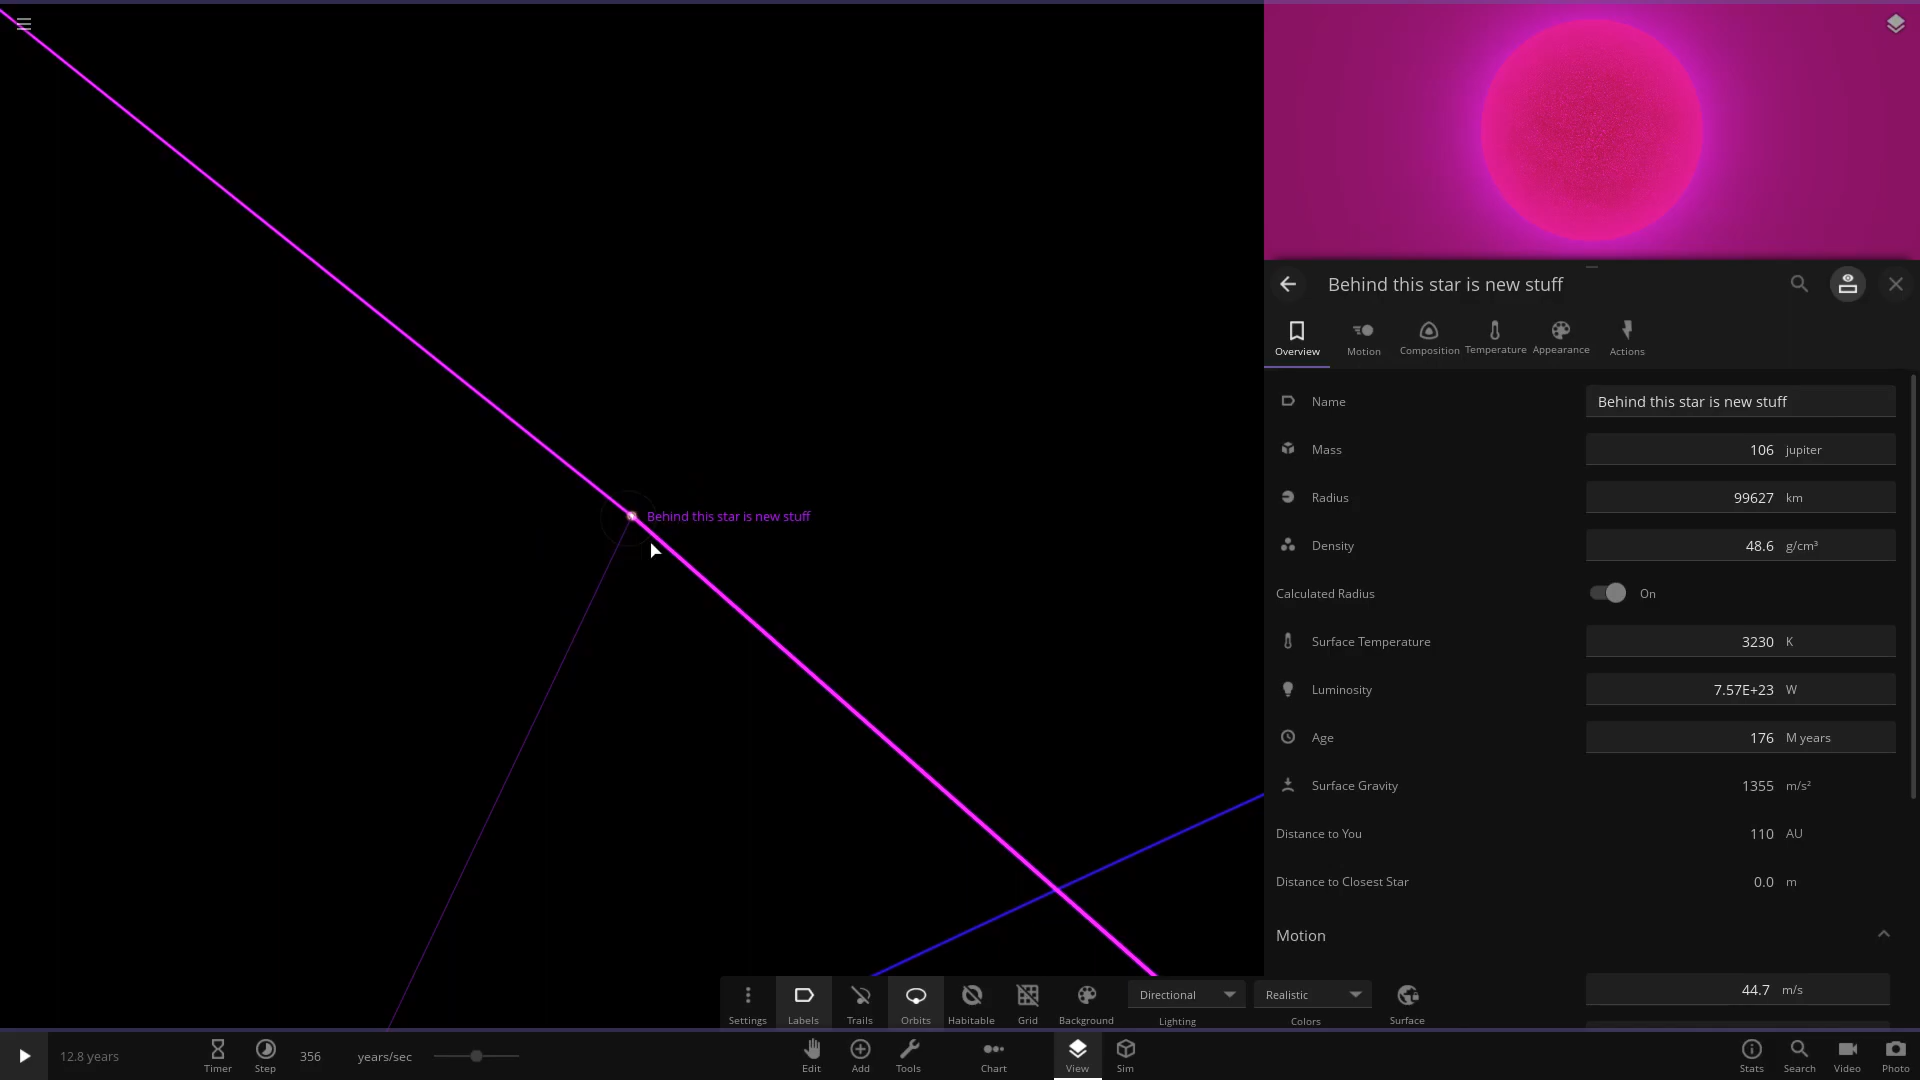 Behind this star is new stuff
Behind this star is new stuff
Overview
Motion
Composition
Temperature
Appearance
Actions
Name
Behind this star is new stuff
Mass
106 jupiter
Radius
99627 km
Density
48.6 g/cm³
Calculated Radius
On
Surface Temperature
3230 K
Luminosity
7.57E+23 W
Age
176 M years
Surface Gravity
1355 m/s²
Distance to You
110 AU
Distance to Closest Star
0.0 m
Motion
44.7 m/s
Settings
Labels
Trails
Orbits
Habitable
Grid
Background
Directional
Lighting
Realistic
Colors
Surface
12.8 years
Timer
Step
356 years/sec
Edit
Add
Tools
Chart
View
Sim
Stats
Search
Video
Photo